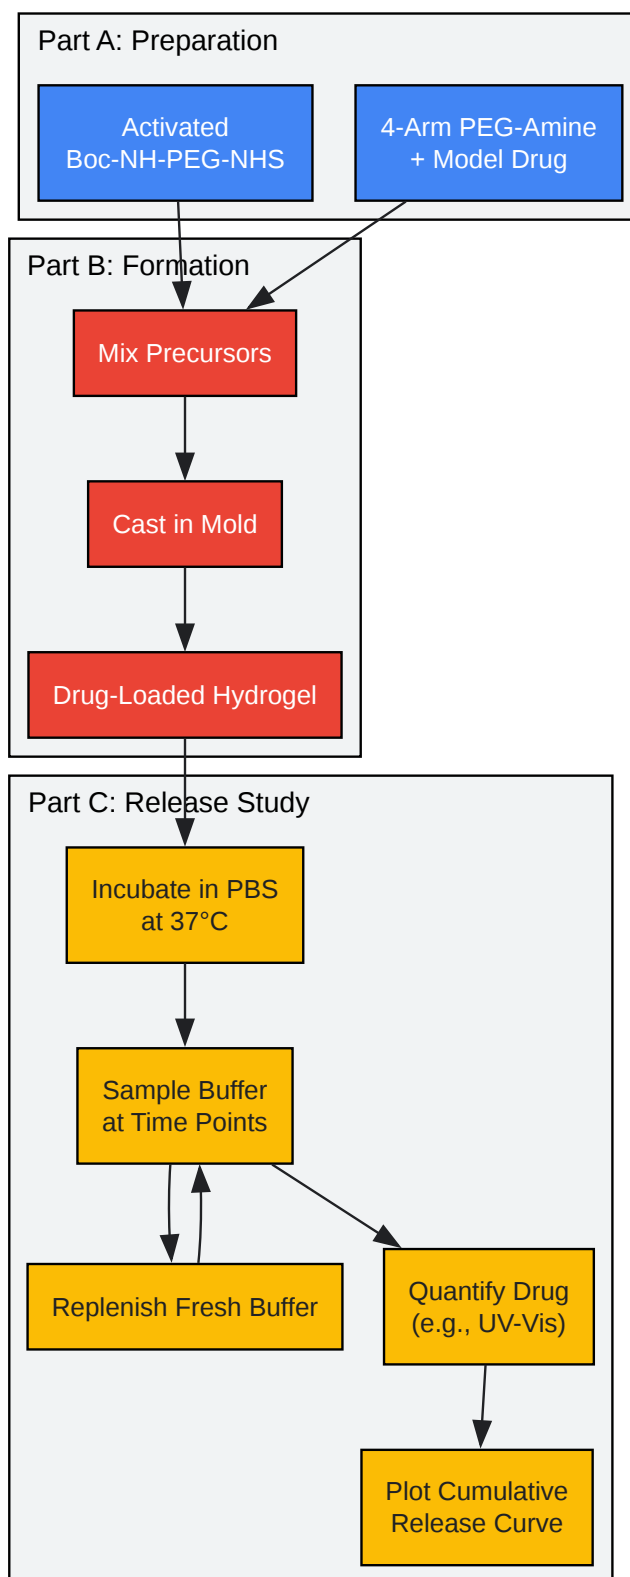 Part A: Preparation
Activated
Boc-NH-PEG-NHS
4-Arm PEG-Amine
+ Model Drug
Part B: Formation
Mix Precursors
Cast in Mold
Drug-Loaded Hydrogel
Part C: Release Study
Incubate in PBS
at 37°C
Sample Buffer
at Time Points
Replenish Fresh Buffer
Quantify Drug
(e.g., UV-Vis)
Plot Cumulative
Release Curve